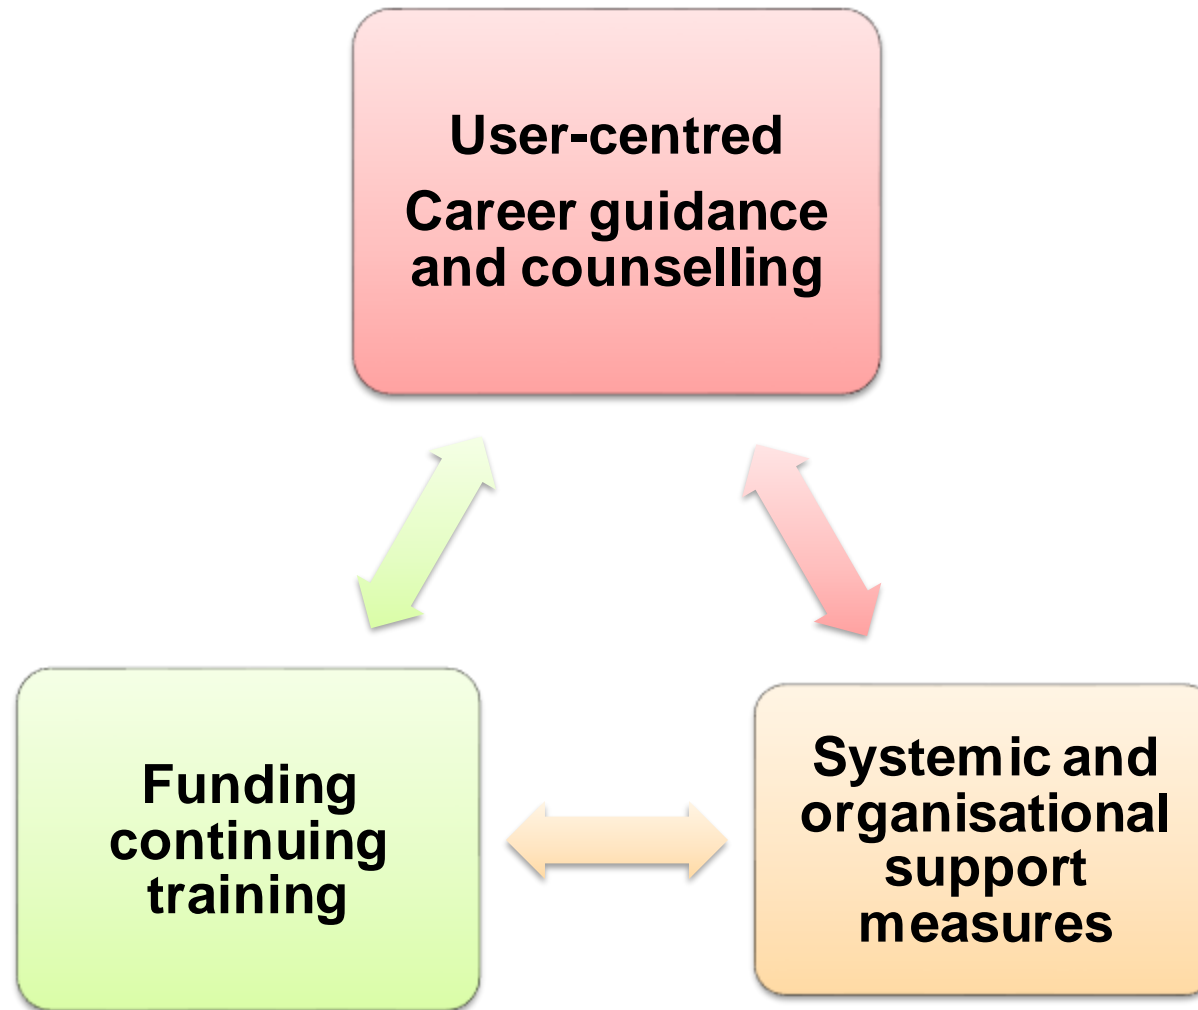 User-centred
Career guidance
and counselling
Funding
continuing
training
Systemic and
organisational
support
measures